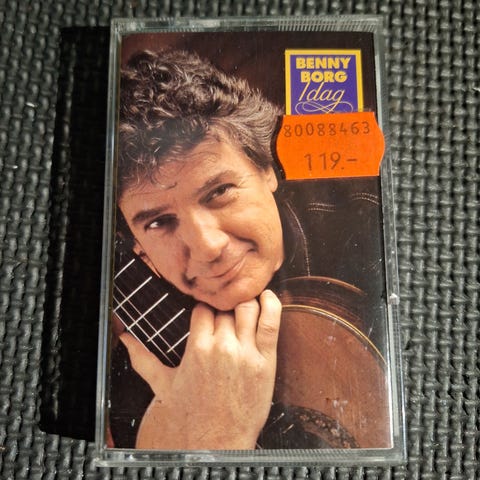 BENNY
BORG
Idag
80088463
119.-